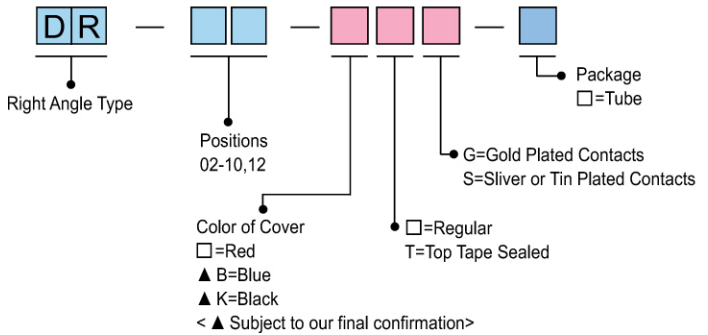 DR
Right Angle Type
Positions
02-10,12
Color of Cover
□=Red
▲ B=Blue
▲ K=Black
< ▲ Subject to our final confirmation>
□=Regular
T=Top Tape Sealed
G=Gold Plated Contacts
S=Sliver or Tin Plated Contacts
Package
□=Tube